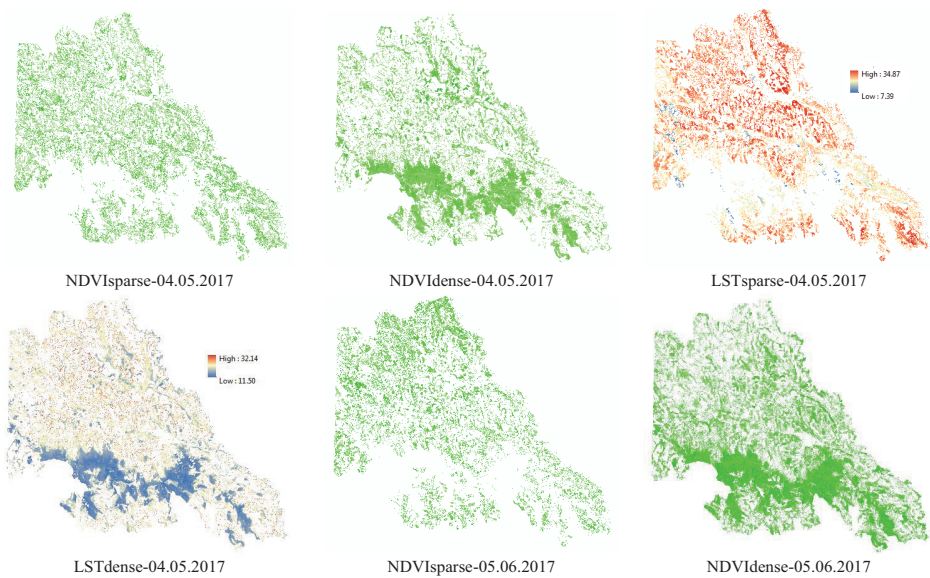 High : 34.87
Low : 7.39
NDVIsparse-04.05.2017
NDVIdense-04.05.2017
LSTsparse-04.05.2017
High : 32.14
Low : 11.50
LSTdense-04.05.2017
NDVIsparse-05.06.2017
NDVIdense-05.06.2017